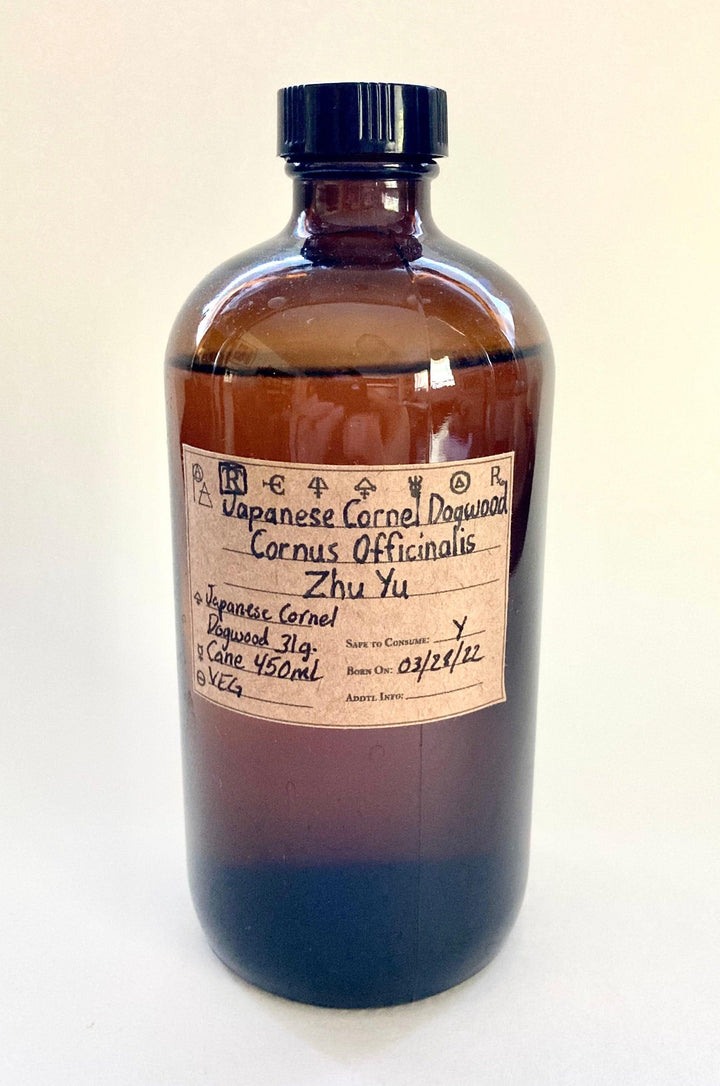 Japanese Cornel Dogwood
Cornus Officinalis
Zhu Yu
Japanese Cornel
Dogwood 31g.
Cane 450ml
VEG
SAFE TO CONSUME: Y
BORN ON: 03/28/22
ADDTL INFO: